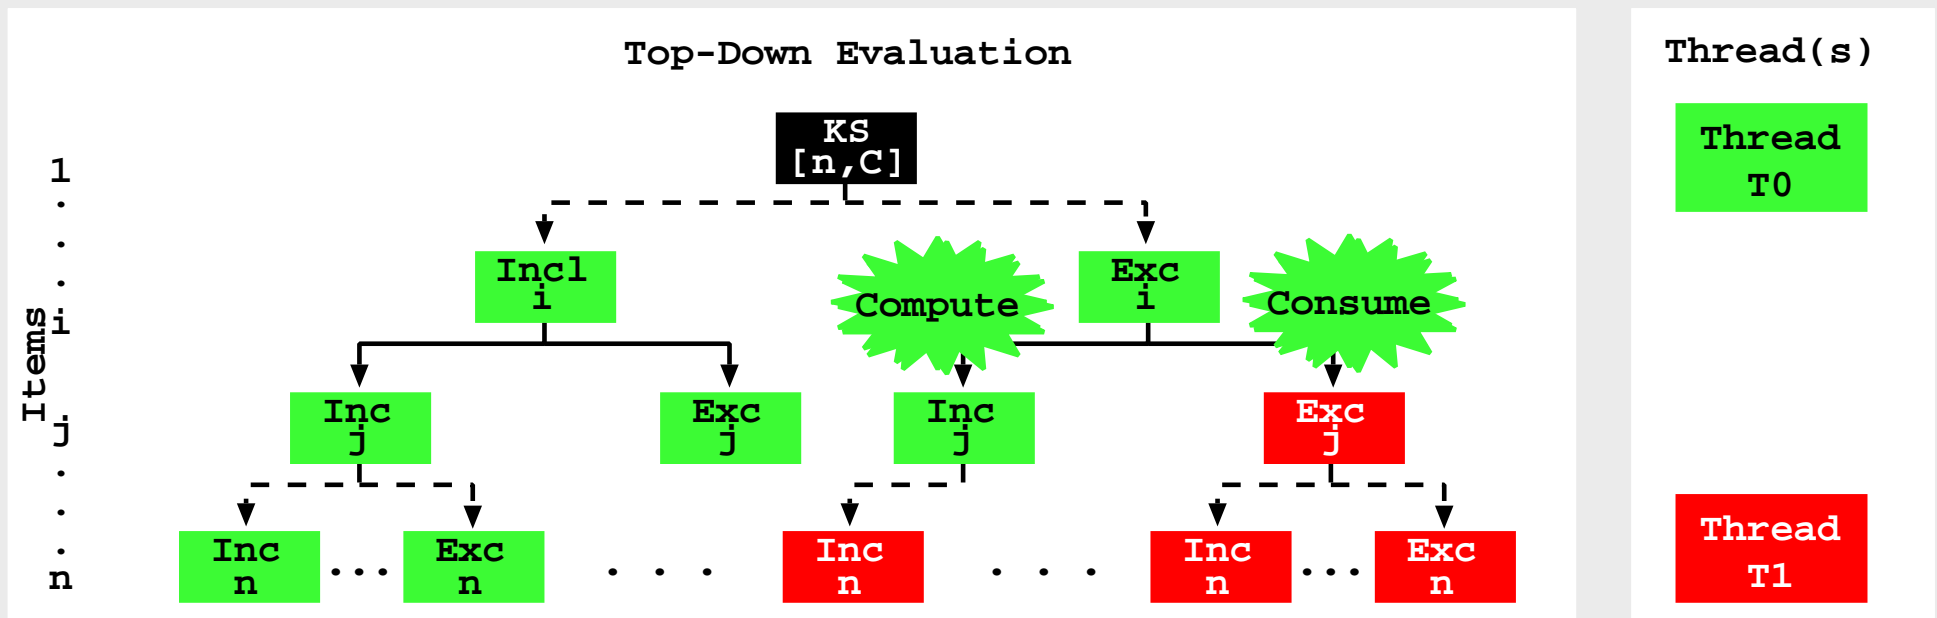 Top-Down Evaluation
Thread(s)
KS
[n,C]
Thread
T0
Items
1
.
.
.
i
j
.
.
.
n
Incl
i
Compute
Exc
i
Consume
Inc
j
Exc
j
Inc
j
Exc
j
Inc
n
...
Exc
n
. . .
Inc
n
. . .
Inc
n
...
Exc
n
Thread
T1